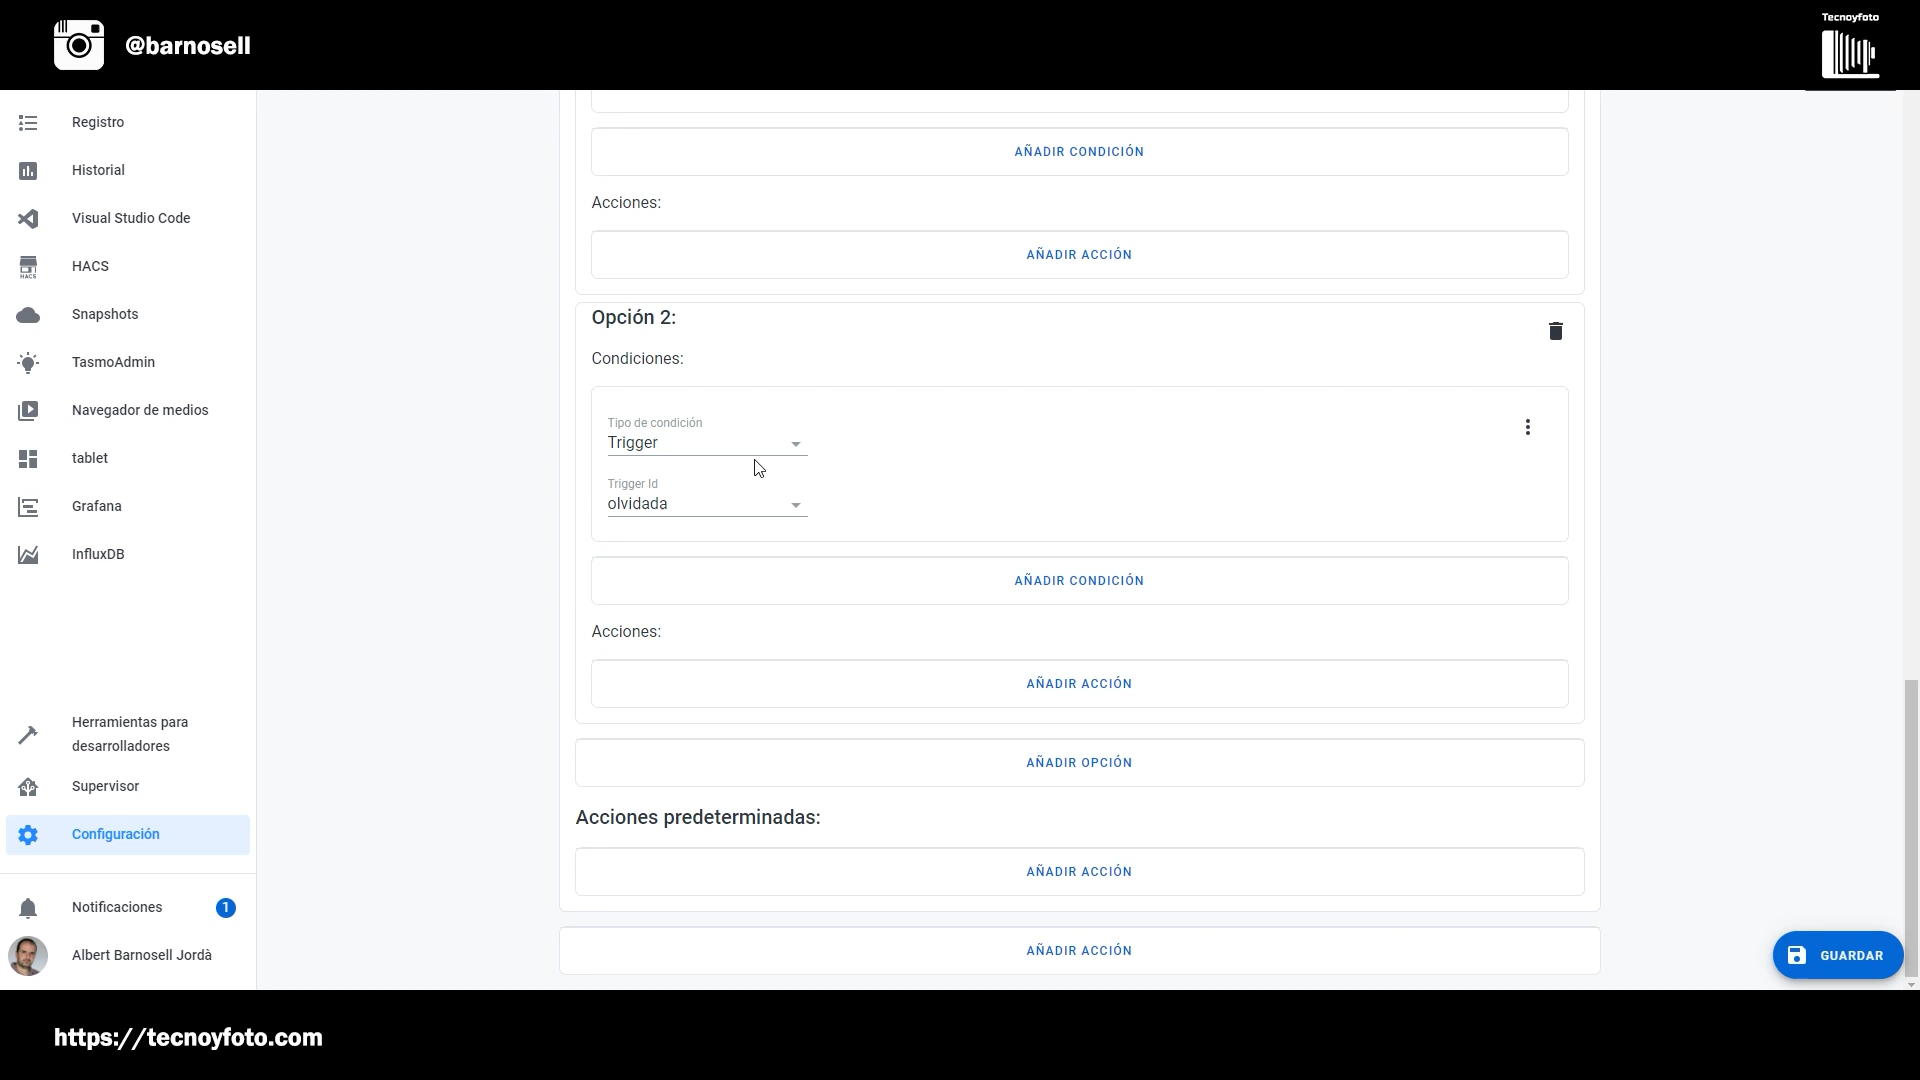 @barnosell
Tecnoyfoto
Registro
Historial
Visual Studio Code
HACS
HACS
Snapshots
TasmoAdmin
Navegador de medios
tablet
Grafana
InfluxDB
Herramientas para
desarrolladores
Supervisor
Configuración
Notificaciones 1
Albert Barnosell Jordà
AÑADIR CONDICIÓN
Acciones:
AÑADIR ACCIÓN
Opción 2:
Condiciones:
Tipo de condición
Trigger
Trigger Id
olvidada
AÑADIR CONDICIÓN
Acciones:
AÑADIR ACCIÓN
AÑADIR OPCIÓN
Acciones predeterminadas:
AÑADIR ACCIÓN
AÑADIR ACCIÓN
GUARDAR
https://tecnoyfoto.com